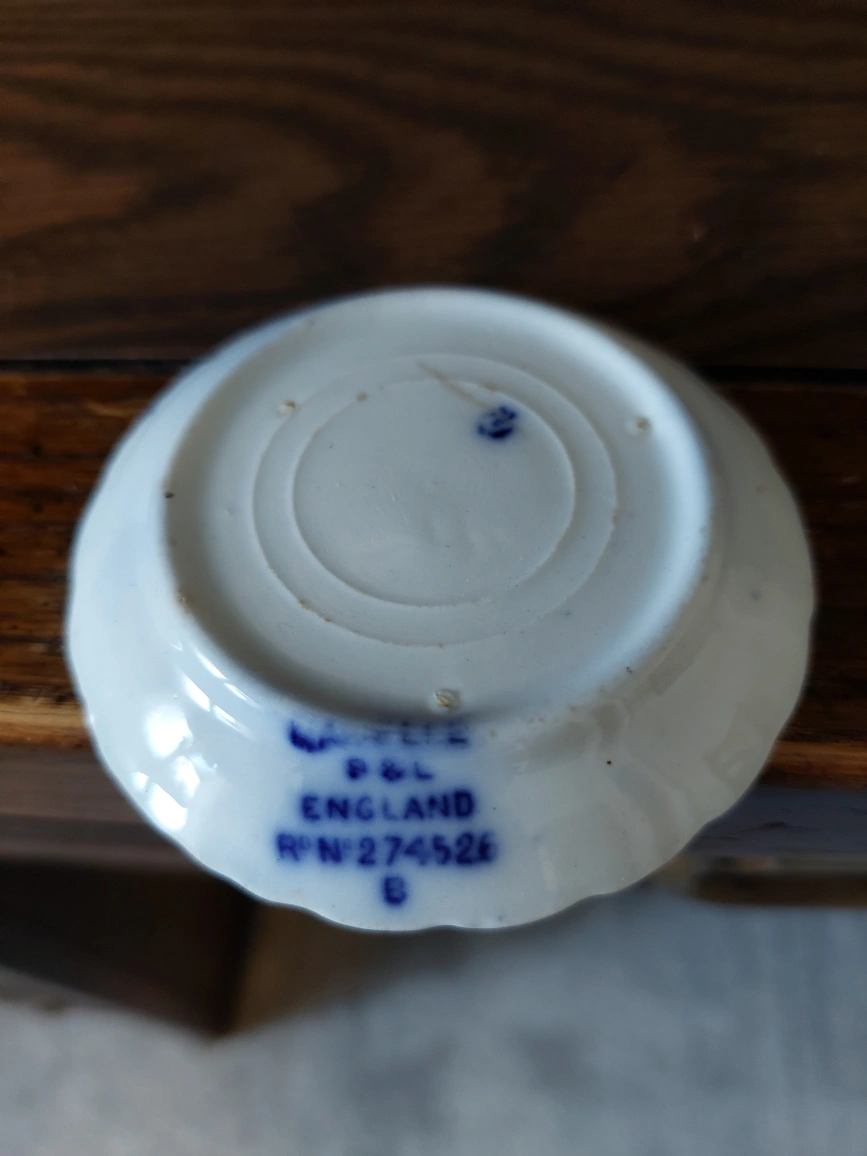 B & L
ENGLAND
Rᴰ Nº 274526
B